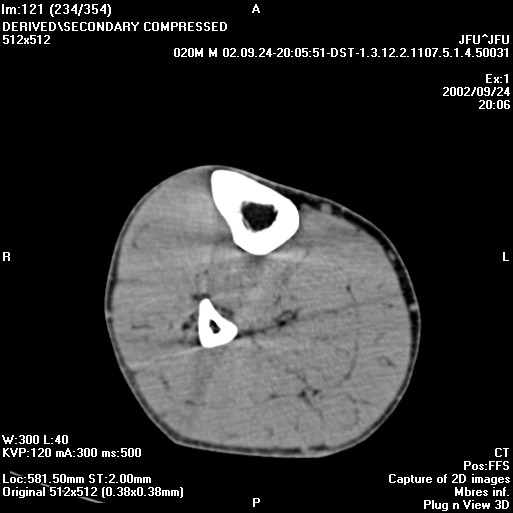 Im:121 (234/354)
A
DERIVED\SECONDARY COMPRESSED
512x512
JFU^JFU
020M M 02.09.24-20:05:51-DST-1.3.12.2.1107.5.1.4.50031
Ex:1
2002/09/24
20:06
R
L
W:300 L:40
KVP:120 mA:300 ms:500
CT
Pos:FFS
Loc:581.50mm ST:2.00mm
Capture of 2D images
Original 512x512 (0.38x0.38mm)
Mbres inf.
P
Plug n View 3D